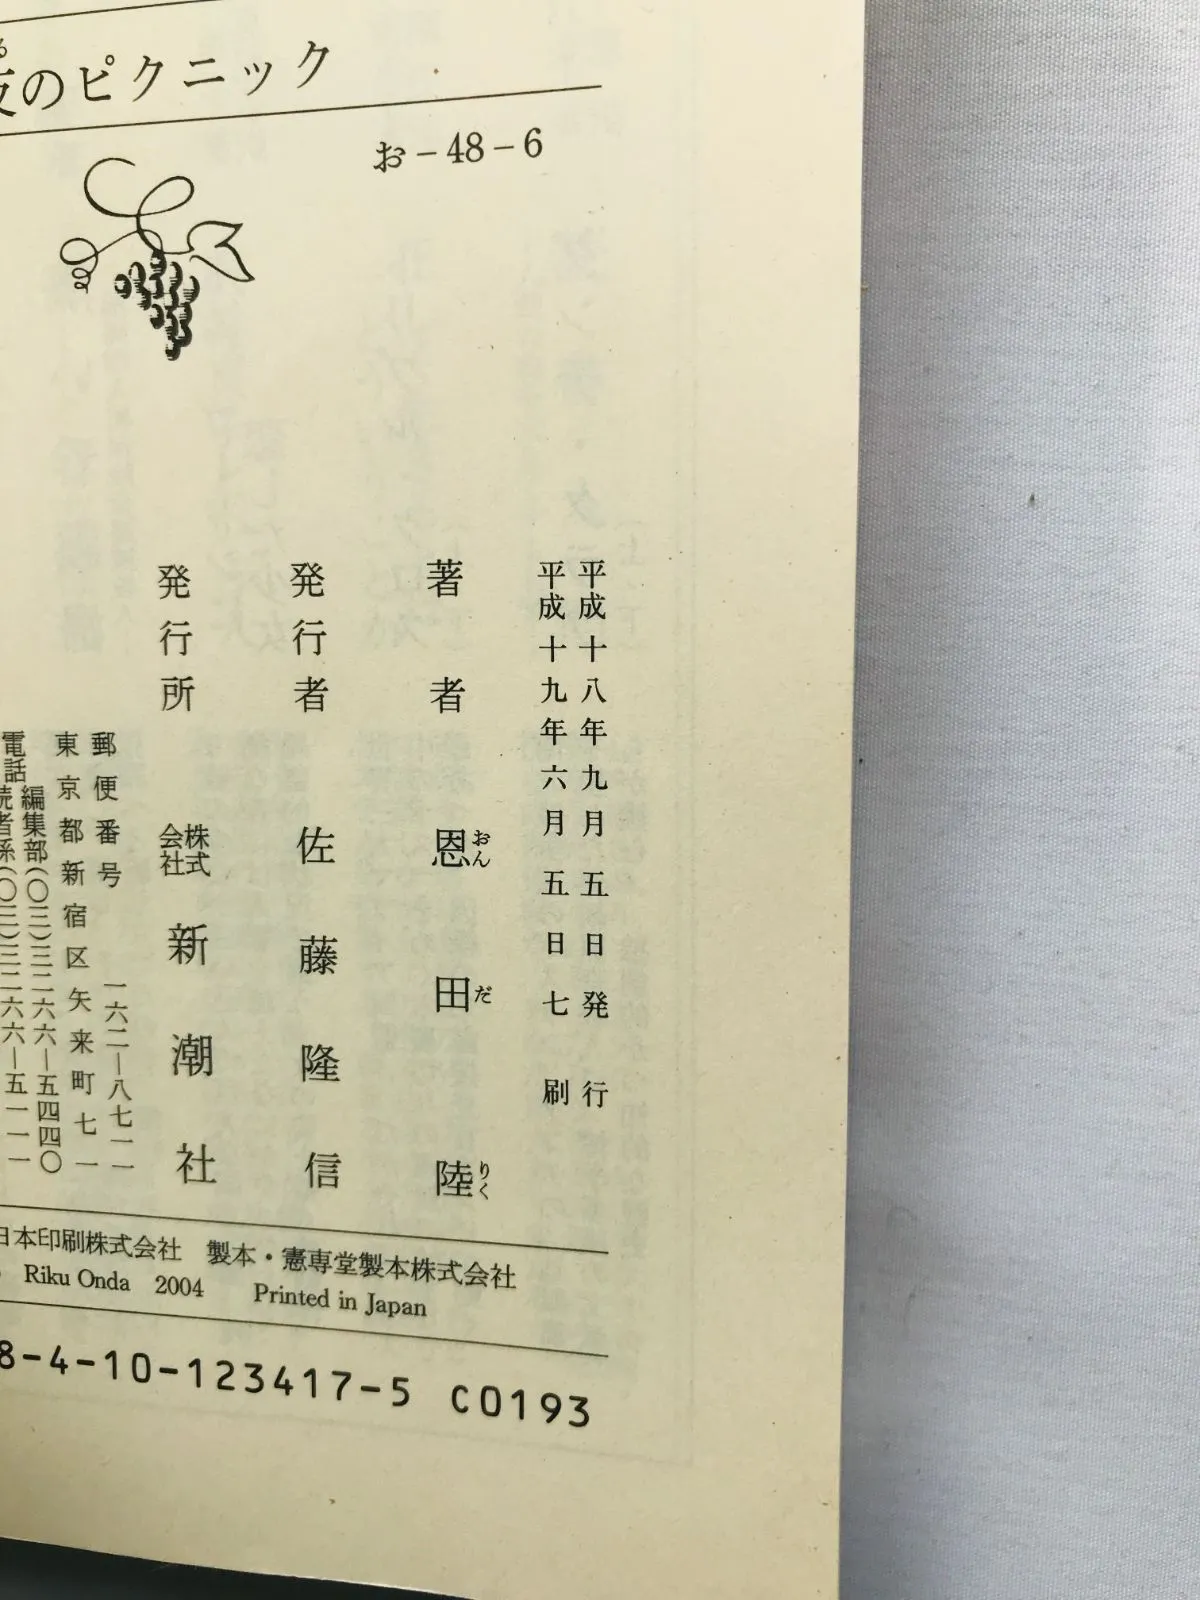 夜のピクニック
お-48-6
平成十八年九月五日発行
平成十九年六月五日七刷
著者 恩田陸
おんだりく
発行者 佐藤隆信
発行所 株式会社 新潮社
郵便番号 一六二―八七一一
東京都新宿区矢来町七一
電話 編集部(〇三)三二六六―五四四〇
読者係(〇三)三二六六―五一一一
日本印刷株式会社 製本・憲専堂製本株式会社
Riku Onda 2004 Printed in Japan
8-4-10-123417-5 C0193